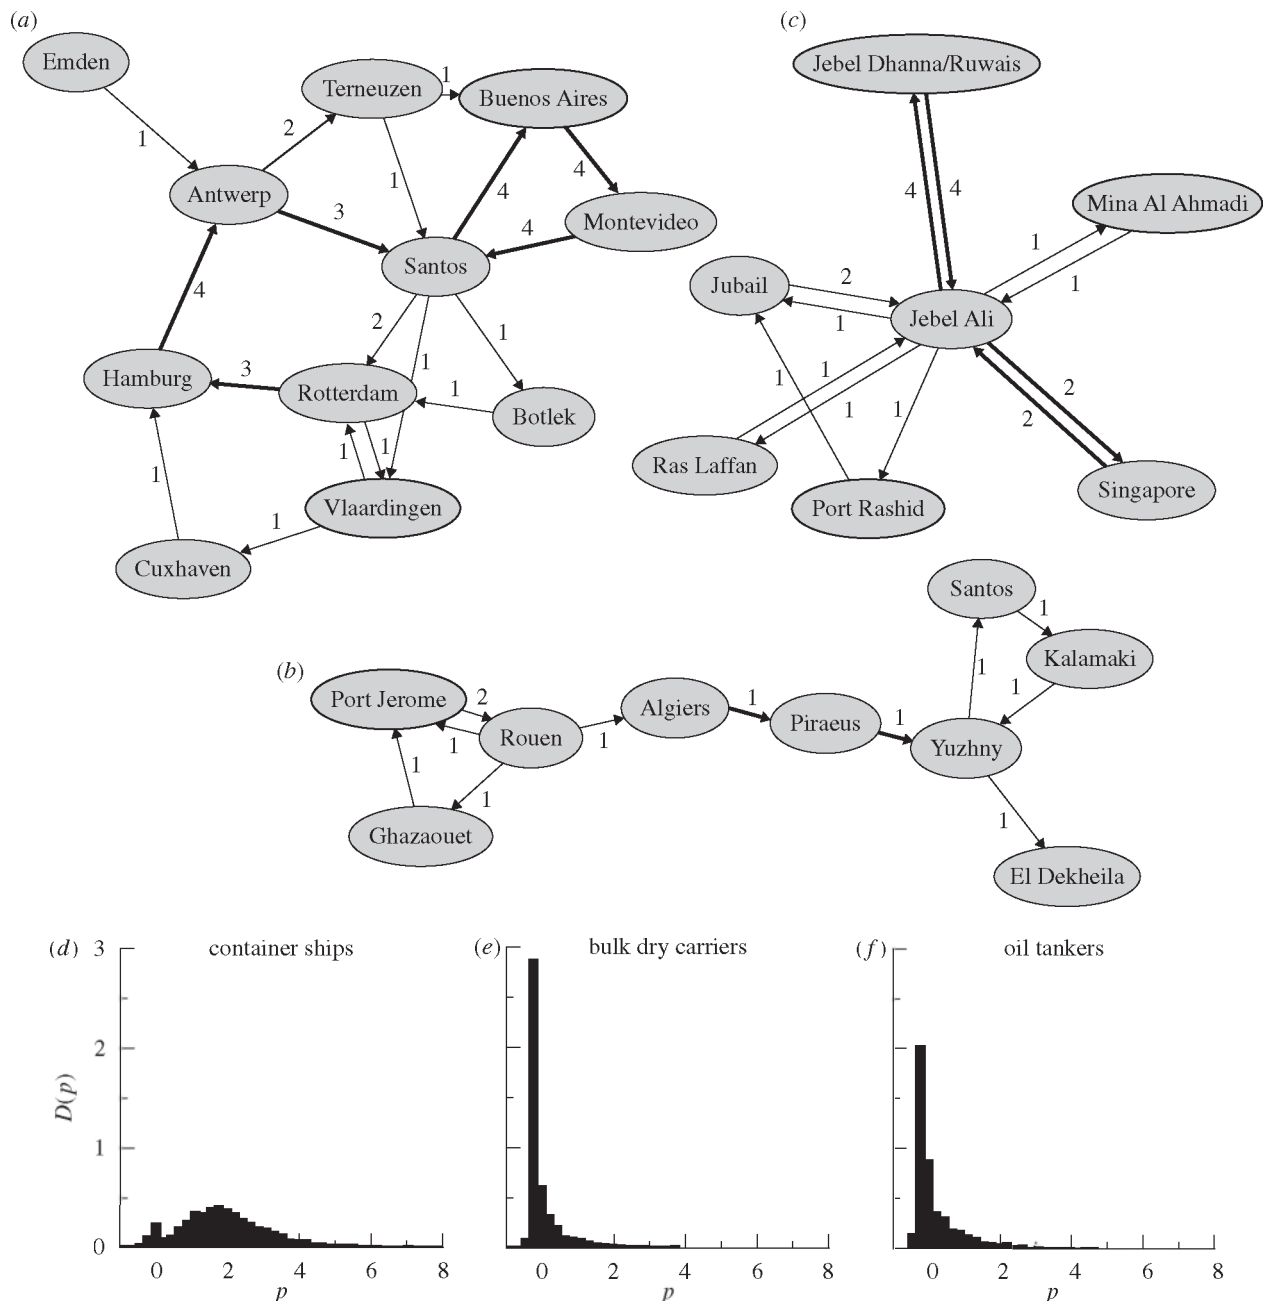 (a)
Emden
Terneuzen
1
Buenos Aires
1
2
Antwerp
1
4
4
3
Montevideo
4
Santos
4
2
1
1
Hamburg
3
Rotterdam
1
Botlek
1
1
1
Vlaardingen
1
Cuxhaven
(c)
Jebel Dhanna/Ruwais
4
4
Mina Al Ahmadi
1
1
Jubail
2
1
Jebel Ali
1
1
1
1
2
2
Ras Laffan
Port Rashid
Singapore
(b)
Port Jerome
2
1
Rouen
1
1
1
Ghazaouet
Algiers
1
Piraeus
1
Yuzhny
Santos
1
Kalamaki
1
1
1
El Dekheila
(d)
container ships
3
2
1
0
D(p)
0 2 4 6 8
p
(e)
bulk dry carriers
0 2 4 6 8
p
(f)
oil tankers
0 2 4 6 8
p